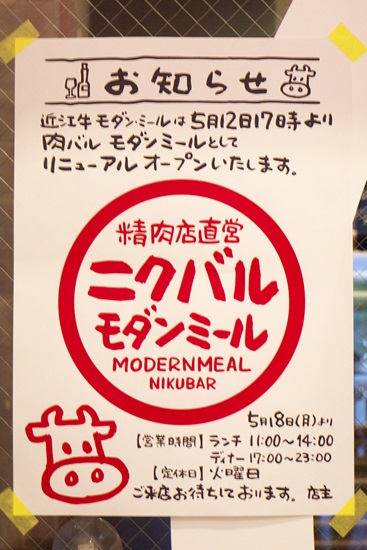 お知らせ
近江牛モダン・ミールは5月12日17時より
肉バル モダンミールとして
リニューアルオープンいたします。
精肉店直営
ニクバル
モダンミール
MODERNMEAL
NIKUBAR
5月18日(月)より
【営業時間】ランチ 11:00〜14:00
ディナー 17:00〜23:00
【定休日】火曜日
ご来店お待ちしております。店主